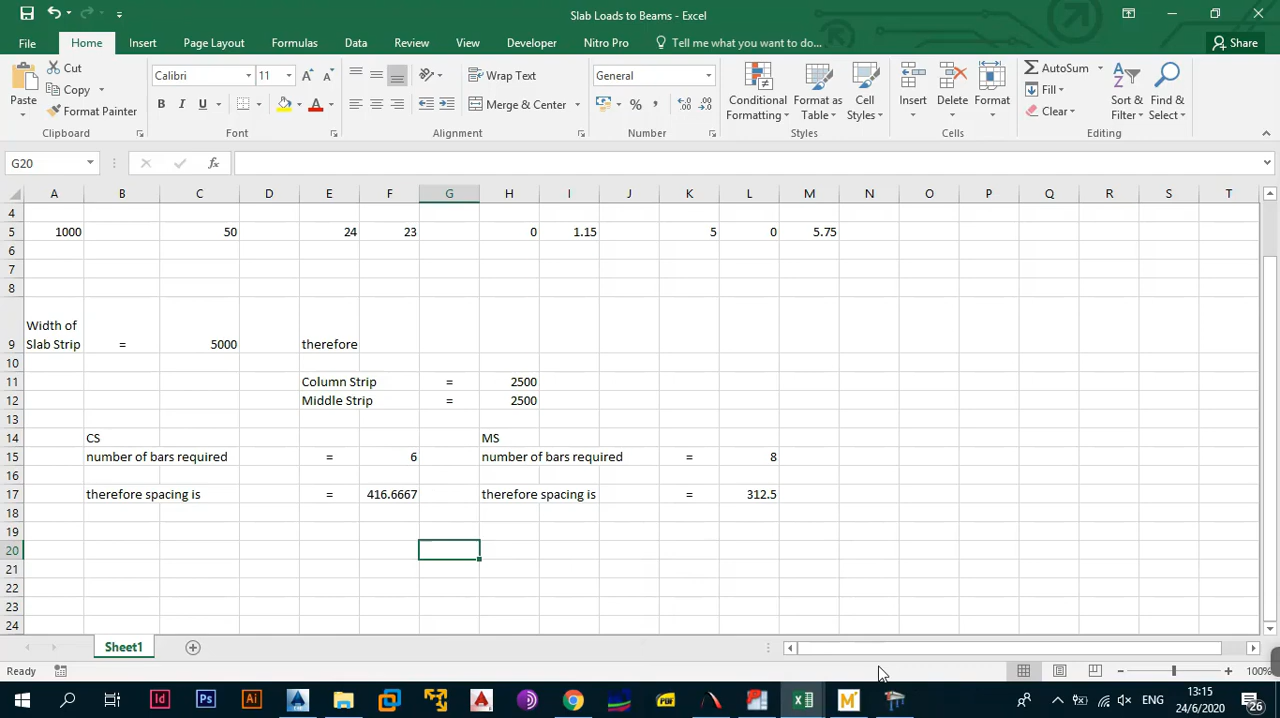 Slab Loads to Beams - Excel
File Home Insert Page Layout Formulas Data Review View Developer Nitro Pro Tell me what you want to do... Share
Paste
Cut
Copy
Format Painter
Clipboard
Calibri 11
B I U
Font
Wrap Text
Merge & Center
Alignment
General
Number
Conditional Formatting
Format as Table
Cell Styles
Styles
Insert Delete Format
Cells
AutoSum
Fill
Clear
Sort & Filter
Find & Select
Editing
G20 fx
A B C D E F G H I J K L M N O P Q R S T
4
5 1000 50 24 23 0 1.15 5 0 5.75
6
7
8
Width of
9 Slab Strip = 5000 therefore
10
11 Column Strip = 2500
12 Middle Strip = 2500
13
14 CS MS
15 number of bars required = 6 number of bars required = 8
16
17 therefore spacing is = 416.6667 therefore spacing is = 312.5
18
19
20
21
22
23
24
Sheet1
Ready 100%
Id Ps Ai PLW M ENG 13:15
24/6/2020 26